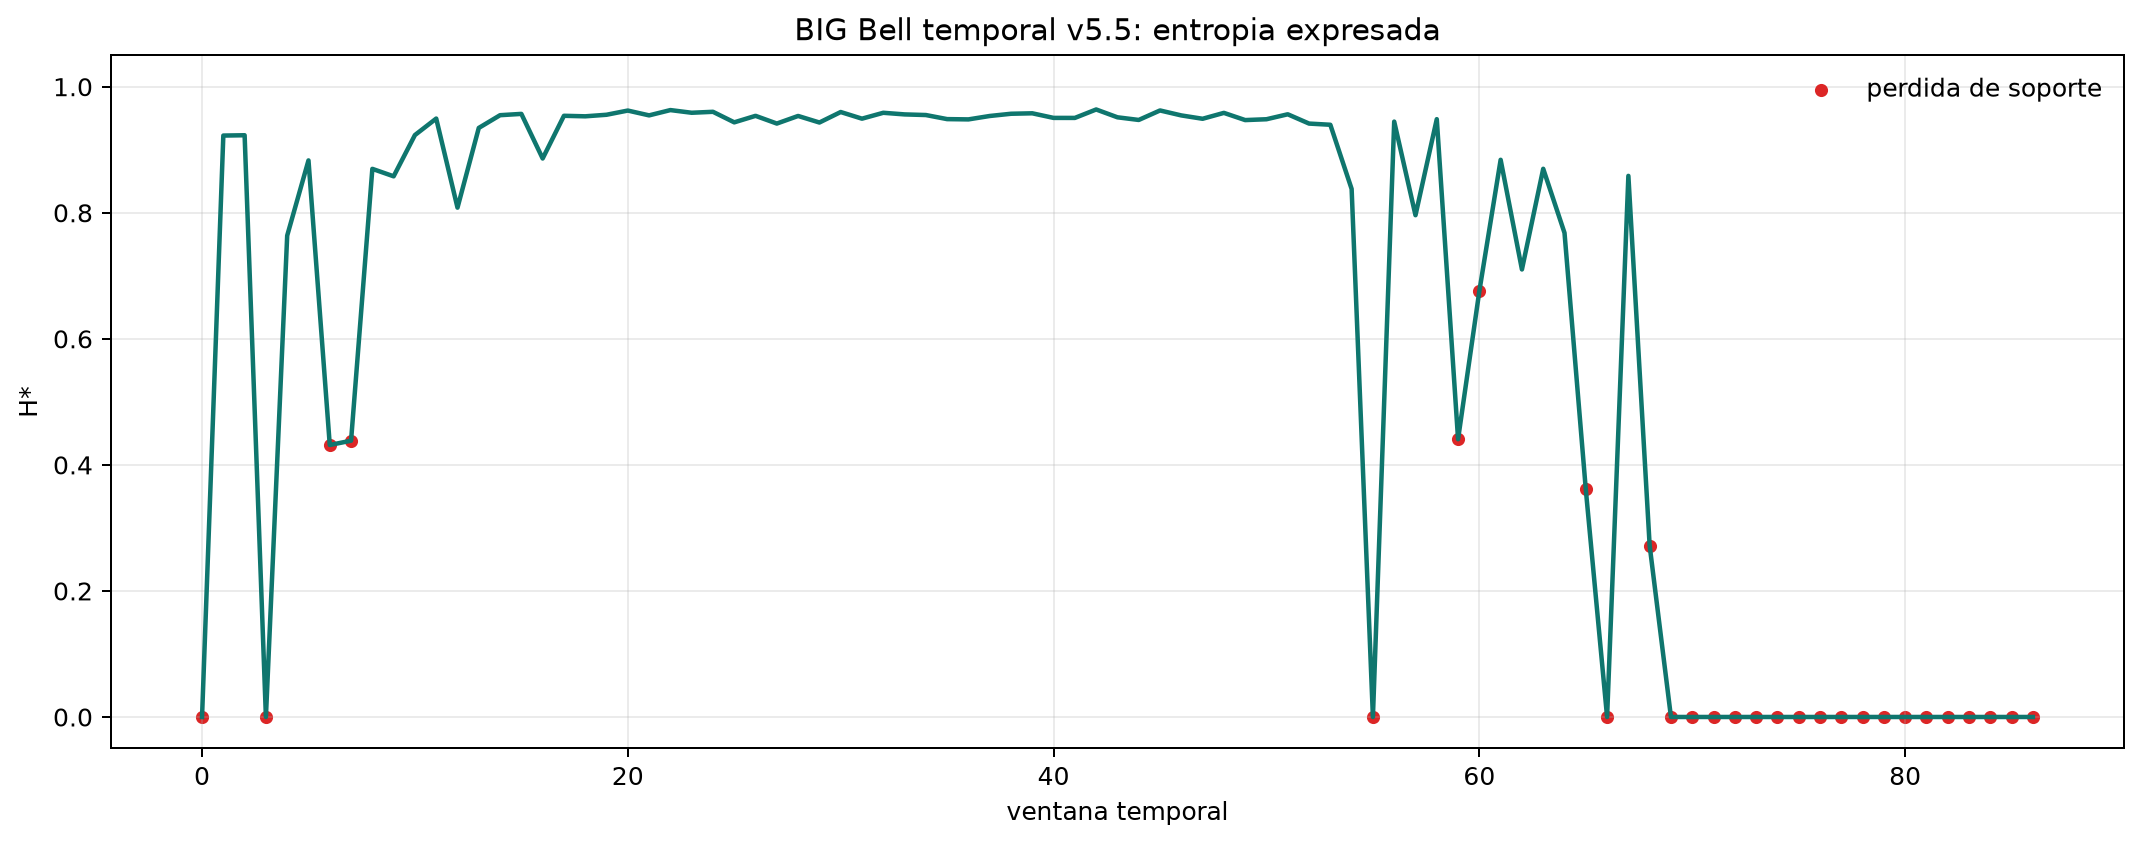 BIG Bell temporal v5.5: entropia expresada
perdida de soporte
H*
1.0
0.8
0.6
0.4
0.2
0.0
0 20 40 60 80
ventana temporal